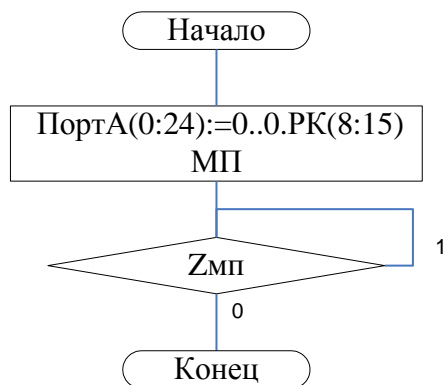 Начало
ПортА(0:24):=0..0.РК(8:15)
МП
Zмп
1
0
Конец